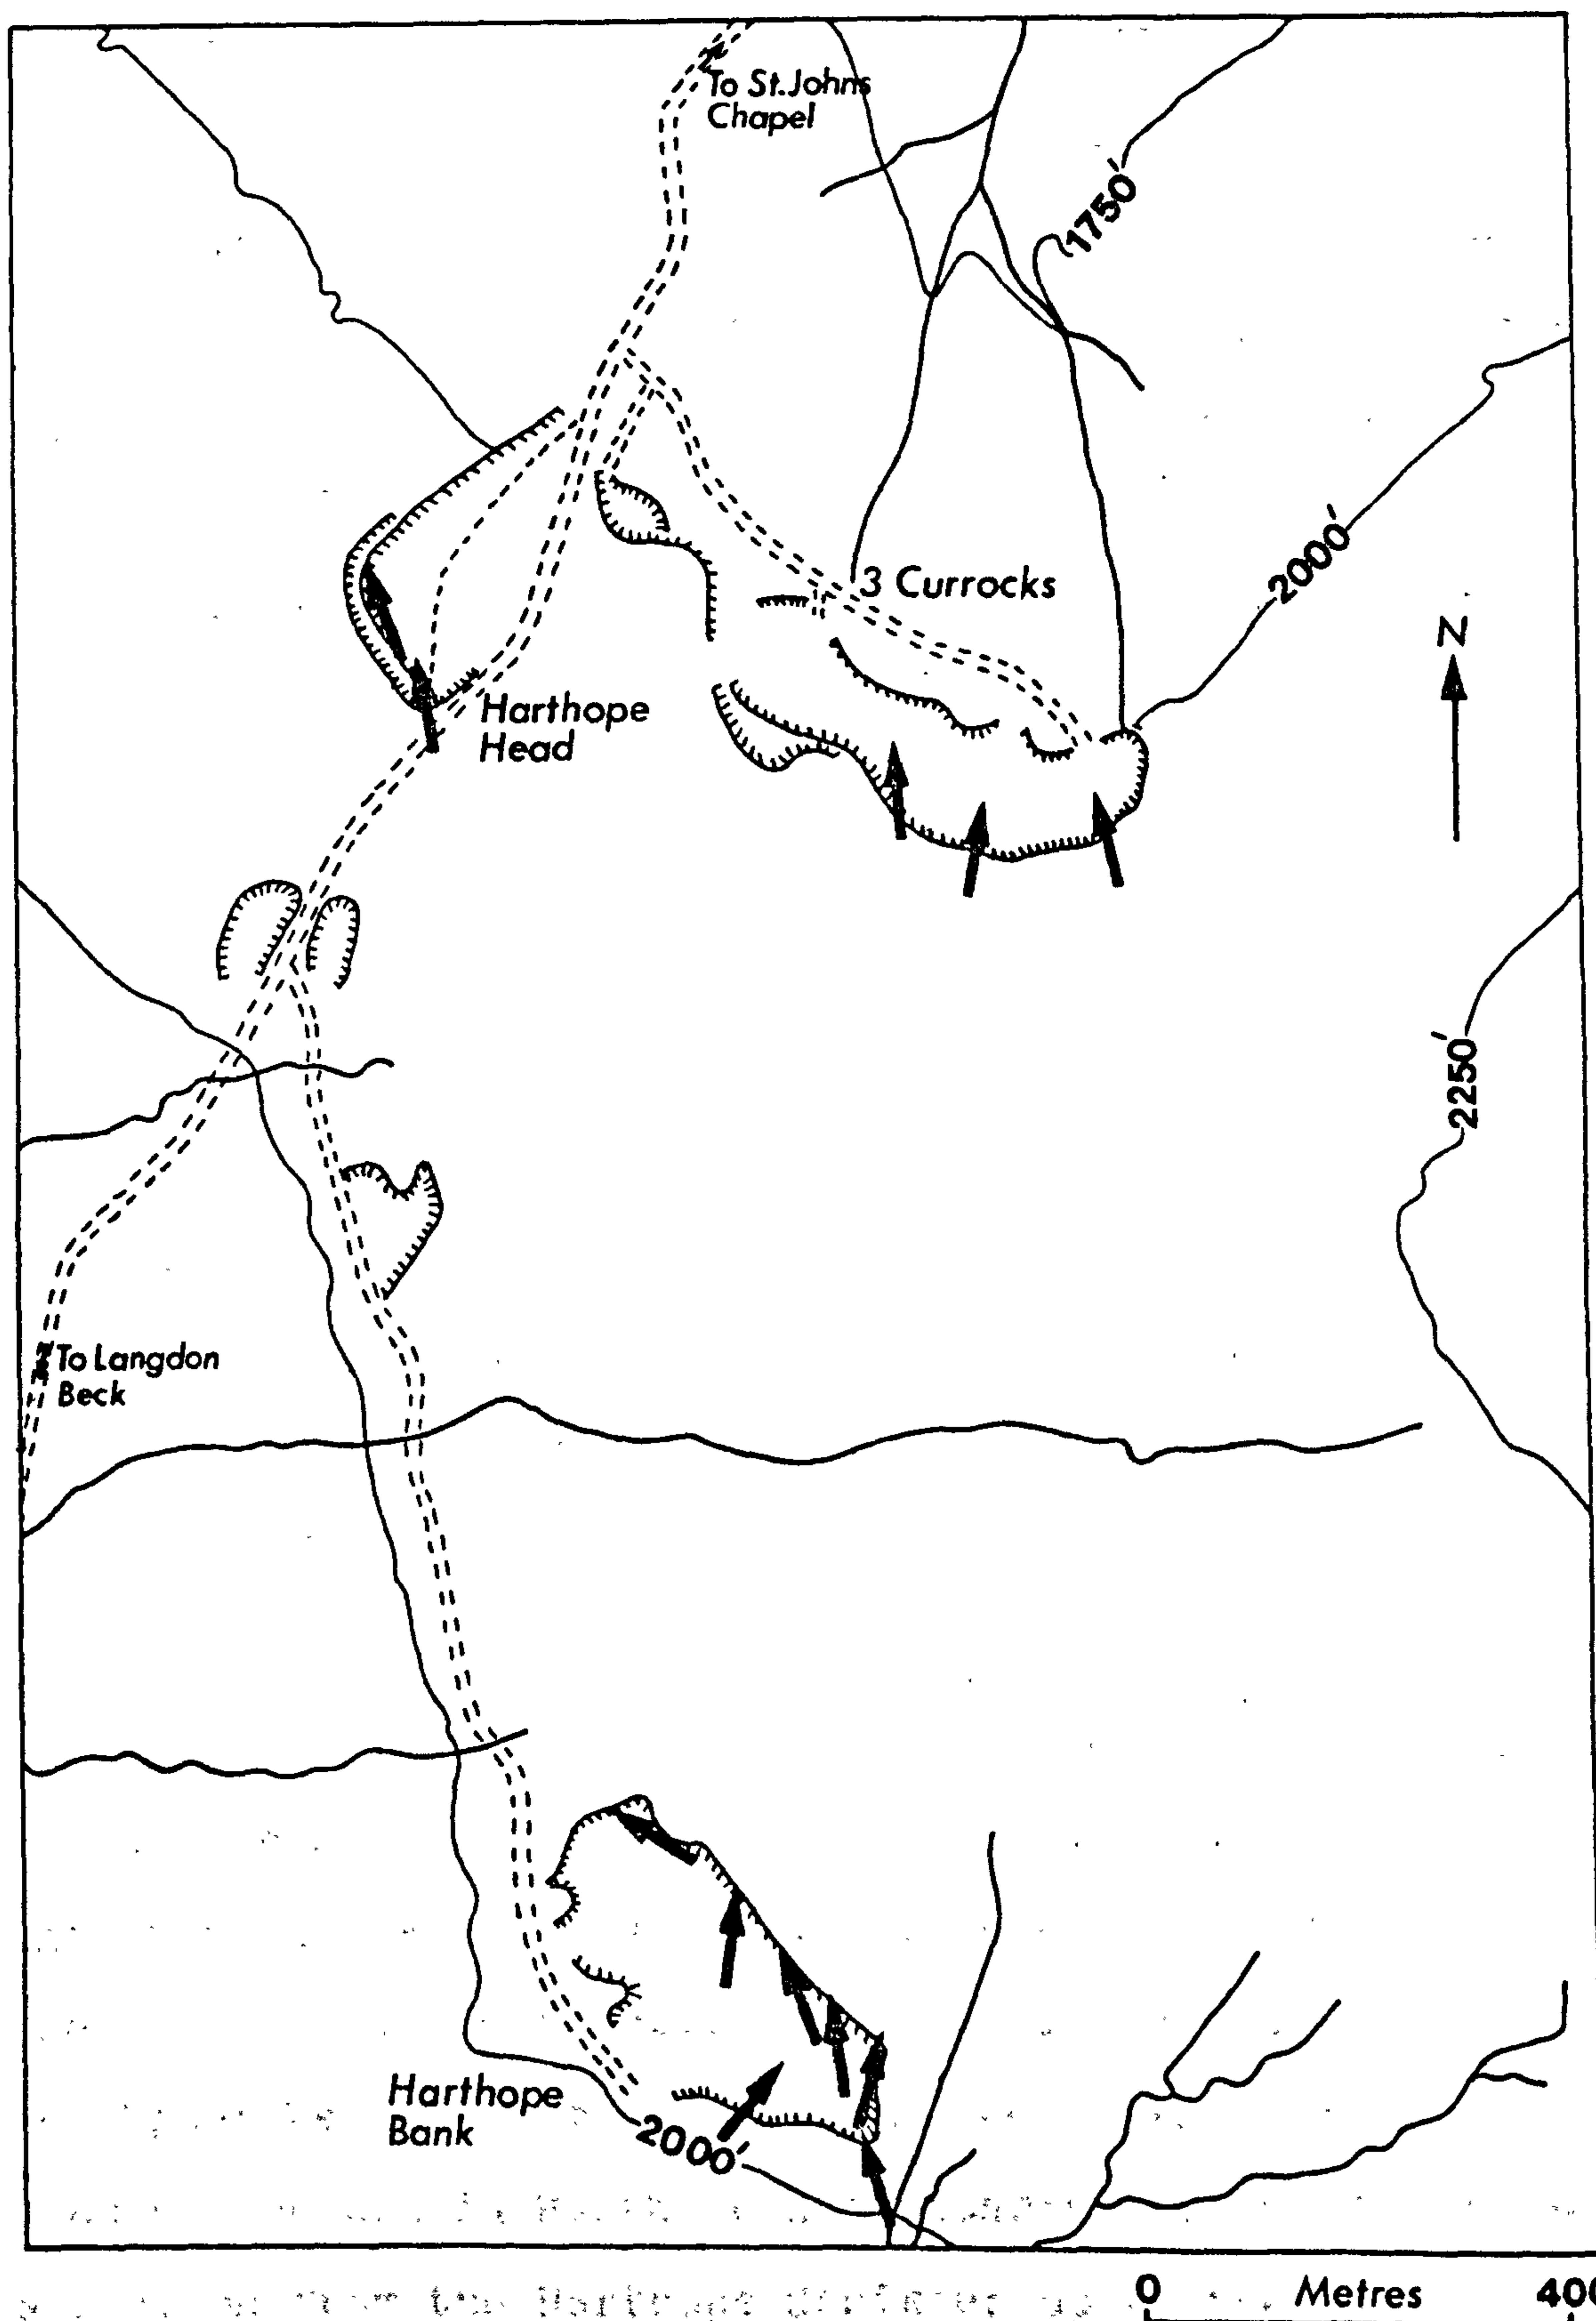 To St.Johns
Chapel
1750'
3 Currocks
2000'
N
Harthope
Head
2250'
To Langdon
Beck
Harthope
Bank
2000'
0 Metres